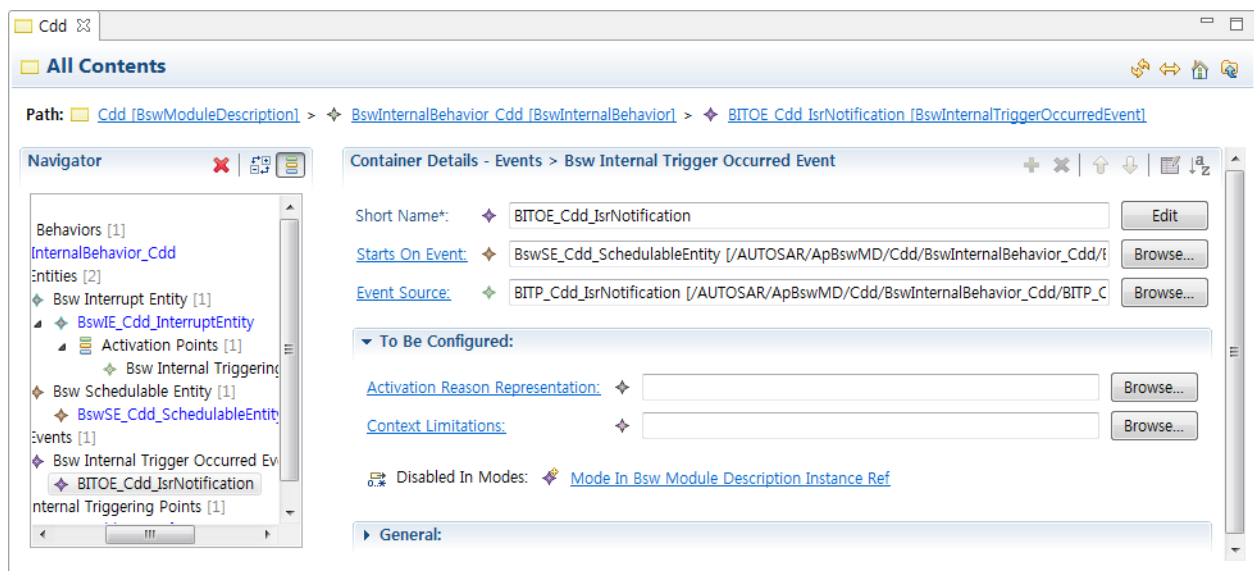 Cdd
All Contents
Path: Cdd [BswModuleDescription] > BswInternalBehavior_Cdd [BswInternalBehavior] > BITOE_Cdd_IsrNotification [BswInternalTriggerOccurredEvent]
Navigator
Behaviors [1]
InternalBehavior_Cdd
Entities [2]
Bsw Interrupt Entity [1]
BswIE_Cdd_InterruptEntity
Activation Points [1]
Bsw Internal Triggering
Bsw Schedulable Entity [1]
BswSE_Cdd_SchedulableEntit
Events [1]
Bsw Internal Trigger Occurred Ev
BITOE_Cdd_IsrNotification
nternal Triggering Points [1]
Container Details - Events > Bsw Internal Trigger Occurred Event
Short Name*: BITOE_Cdd_IsrNotification Edit
Starts On Event: BswSE_Cdd_SchedulableEntity [/AUTOSAR/ApBswMD/Cdd/BswInternalBehavior_Cdd/E Browse...
Event Source: BITP_Cdd_IsrNotification [/AUTOSAR/ApBswMD/Cdd/BswInternalBehavior_Cdd/BITP_C Browse...
To Be Configured:
Activation Reason Representation: Browse...
Context Limitations: Browse...
0..* Disabled In Modes: Mode In Bsw Module Description Instance Ref
General: